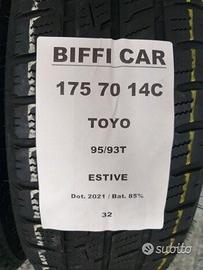 BIFFI CAR
175 70 14C
TOYO
95/93T
ESTIVE
Dot. 2021 / Bat. 85%
32
subito